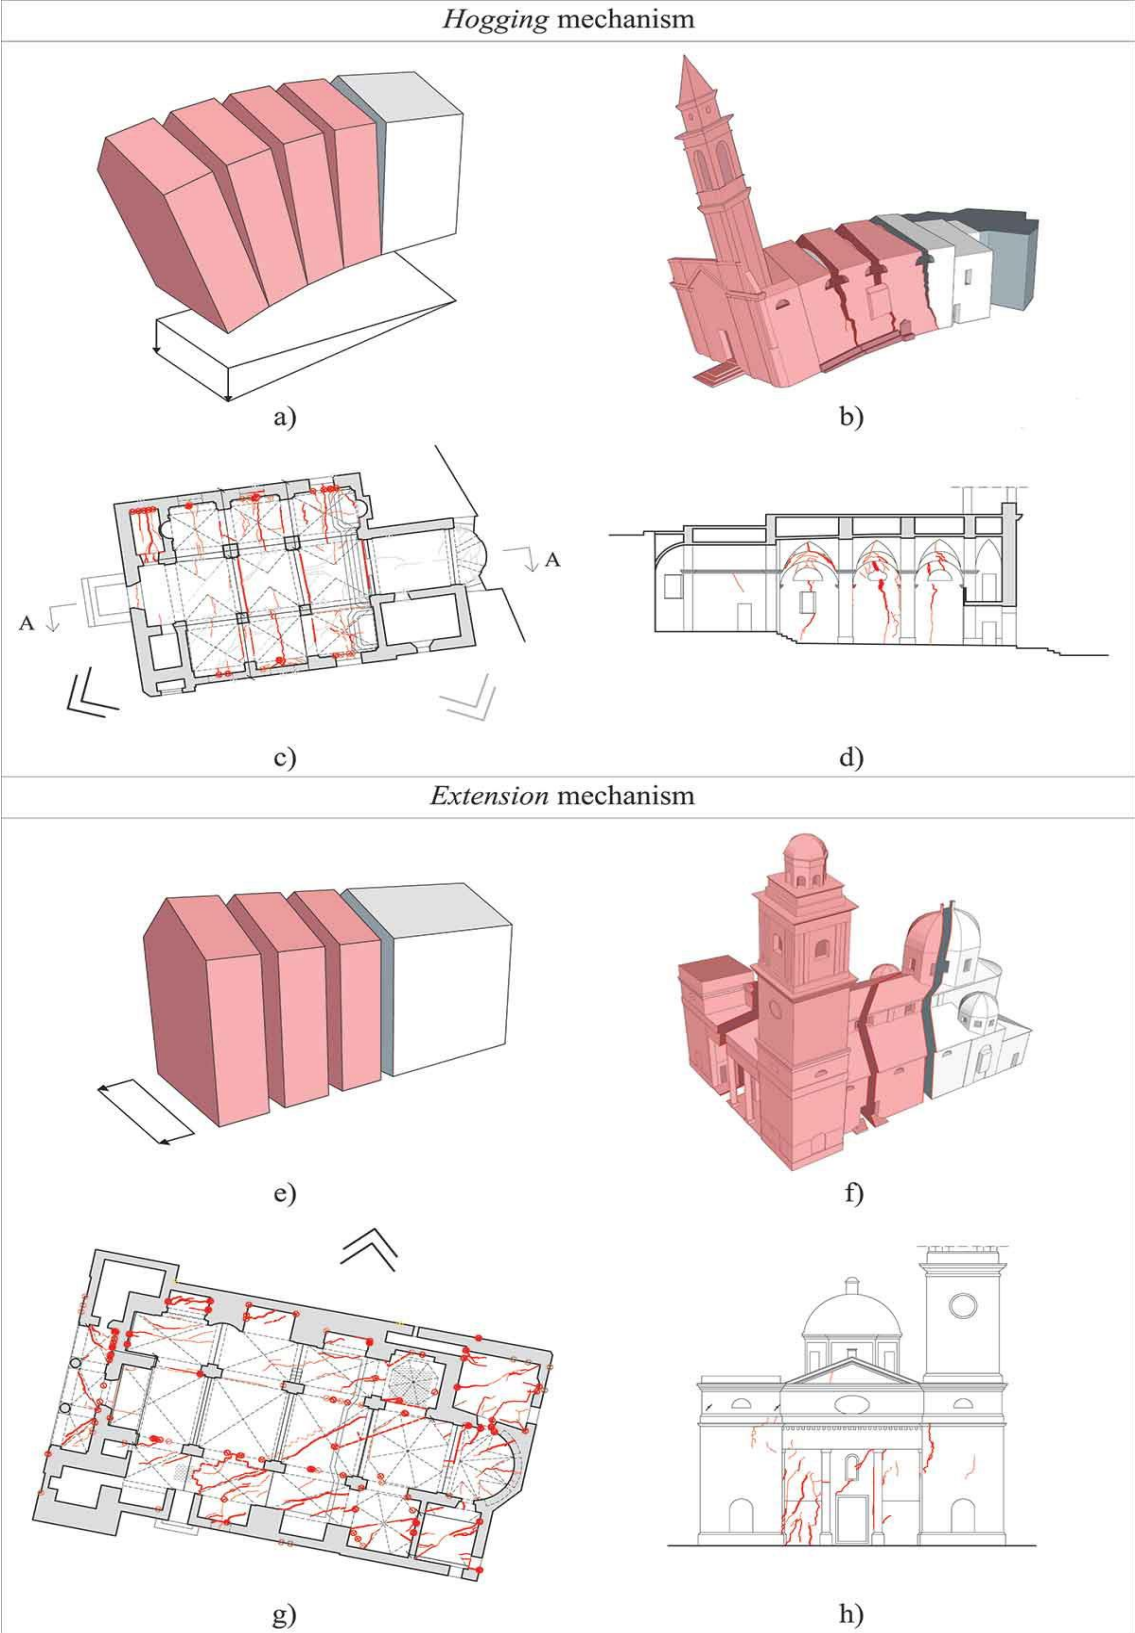 Hogging mechanism
a)
b)
A
A
c)
d)
Extension mechanism
e)
f)
g)
h)